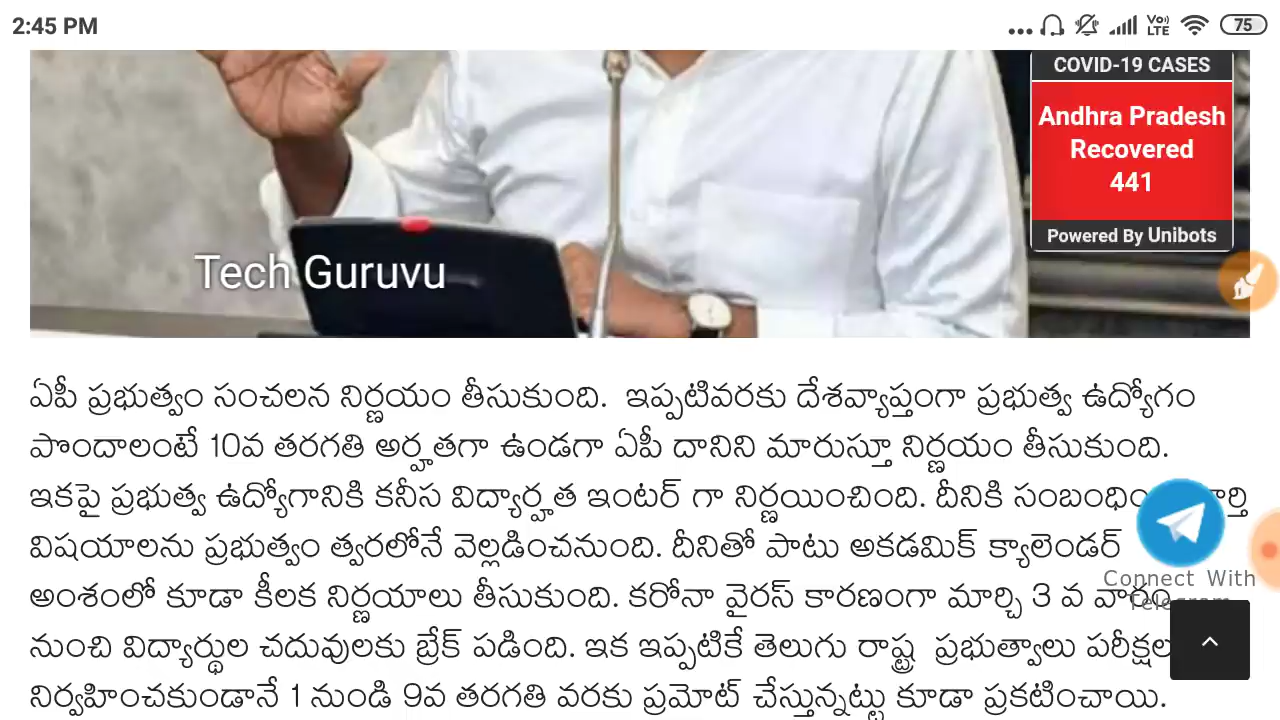 2:45 PM
Vo)) LTE
75
COVID-19 CASES
Andhra Pradesh
Recovered
441
Powered By Unibots
Tech Guruvu
ఏపీ ప్రభుత్వం సంచలన నిర్ణయం తీసుకుంది. ఇప్పటివరకు దేశవ్యాప్తంగా ప్రభుత్వ ఉద్యోగం
పొందాలంటే 10వ తరగతి అర్హతగా ఉండగా ఏపీ దానిని మారుస్తూ నిర్ణయం తీసుకుంది.
ఇకపై ప్రభుత్వ ఉద్యోగానికి కనీస విద్యార్హత ఇంటర్ గా నిర్ణయించింది. దీనికి
విషయాలను ప్రభుత్వం త్వరలోనే వెల్లడించనుంది. దీనితో పాటు అకడమిక్ క్యాలెండర్
అంశంలో కూడా కీలక నిర్ణయాలు తీసుకుంది. కరోనా వైరస్ కారణంగా మార్చి 3 వ వారం
నుంచి విద్యార్థుల చదువులకు బ్రేక్ పడింది. ఇక ఇప్పటికే తెలుగు రాష్ట్ర ప్రభుత్వాలు
నిర్వహించకుండానే 1 నుండి 9వ తరగతి వరకు ప్రమోట్ చేస్తున్నట్టు కూడా ప్రకటించాయి.
Connect With
Telegram